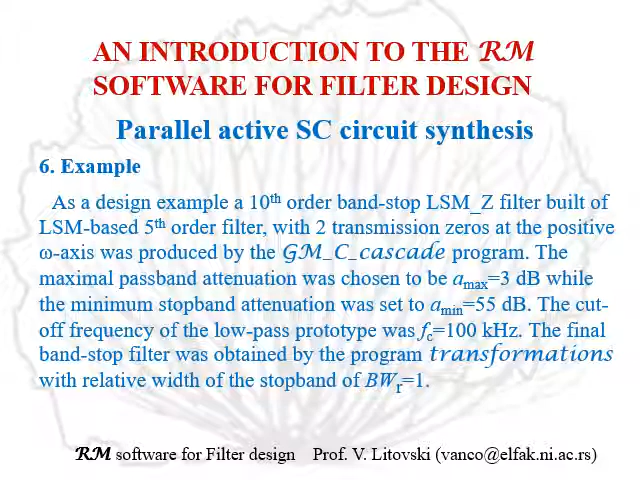 AN INTRODUCTION TO THE RM
SOFTWARE FOR FILTER DESIGN
Parallel active SC circuit synthesis
6. Example
As a design example a 10th order band-stop LSM_Z filter built of
LSM-based 5th order filter, with 2 transmission zeros at the positive
ω-axis was produced by the GM_C_cascade program. The
maximal passband attenuation was chosen to be amax=3 dB while
the minimum stopband attenuation was set to amin=55 dB. The cut-
off frequency of the low-pass prototype was fc=100 kHz. The final
band-stop filter was obtained by the program transformations
with relative width of the stopband of BWr=1.
RM software for Filter design Prof. V. Litovski (vanco@elfak.ni.ac.rs)